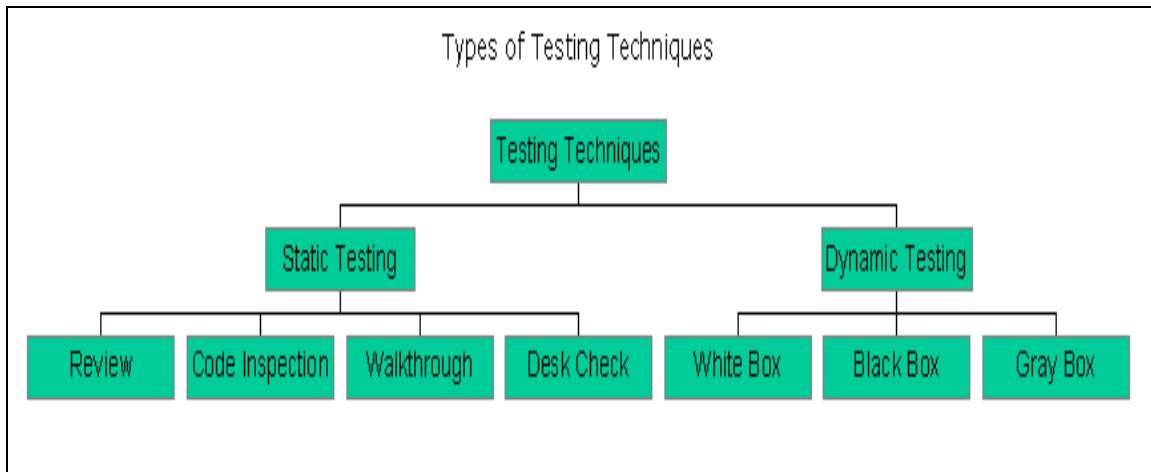 Types of Testing Techniques
Testing Techniques
Static Testing
Dynamic Testing
Review
Code Inspection
Walkthrough
Desk Check
White Box
Black Box
Gray Box